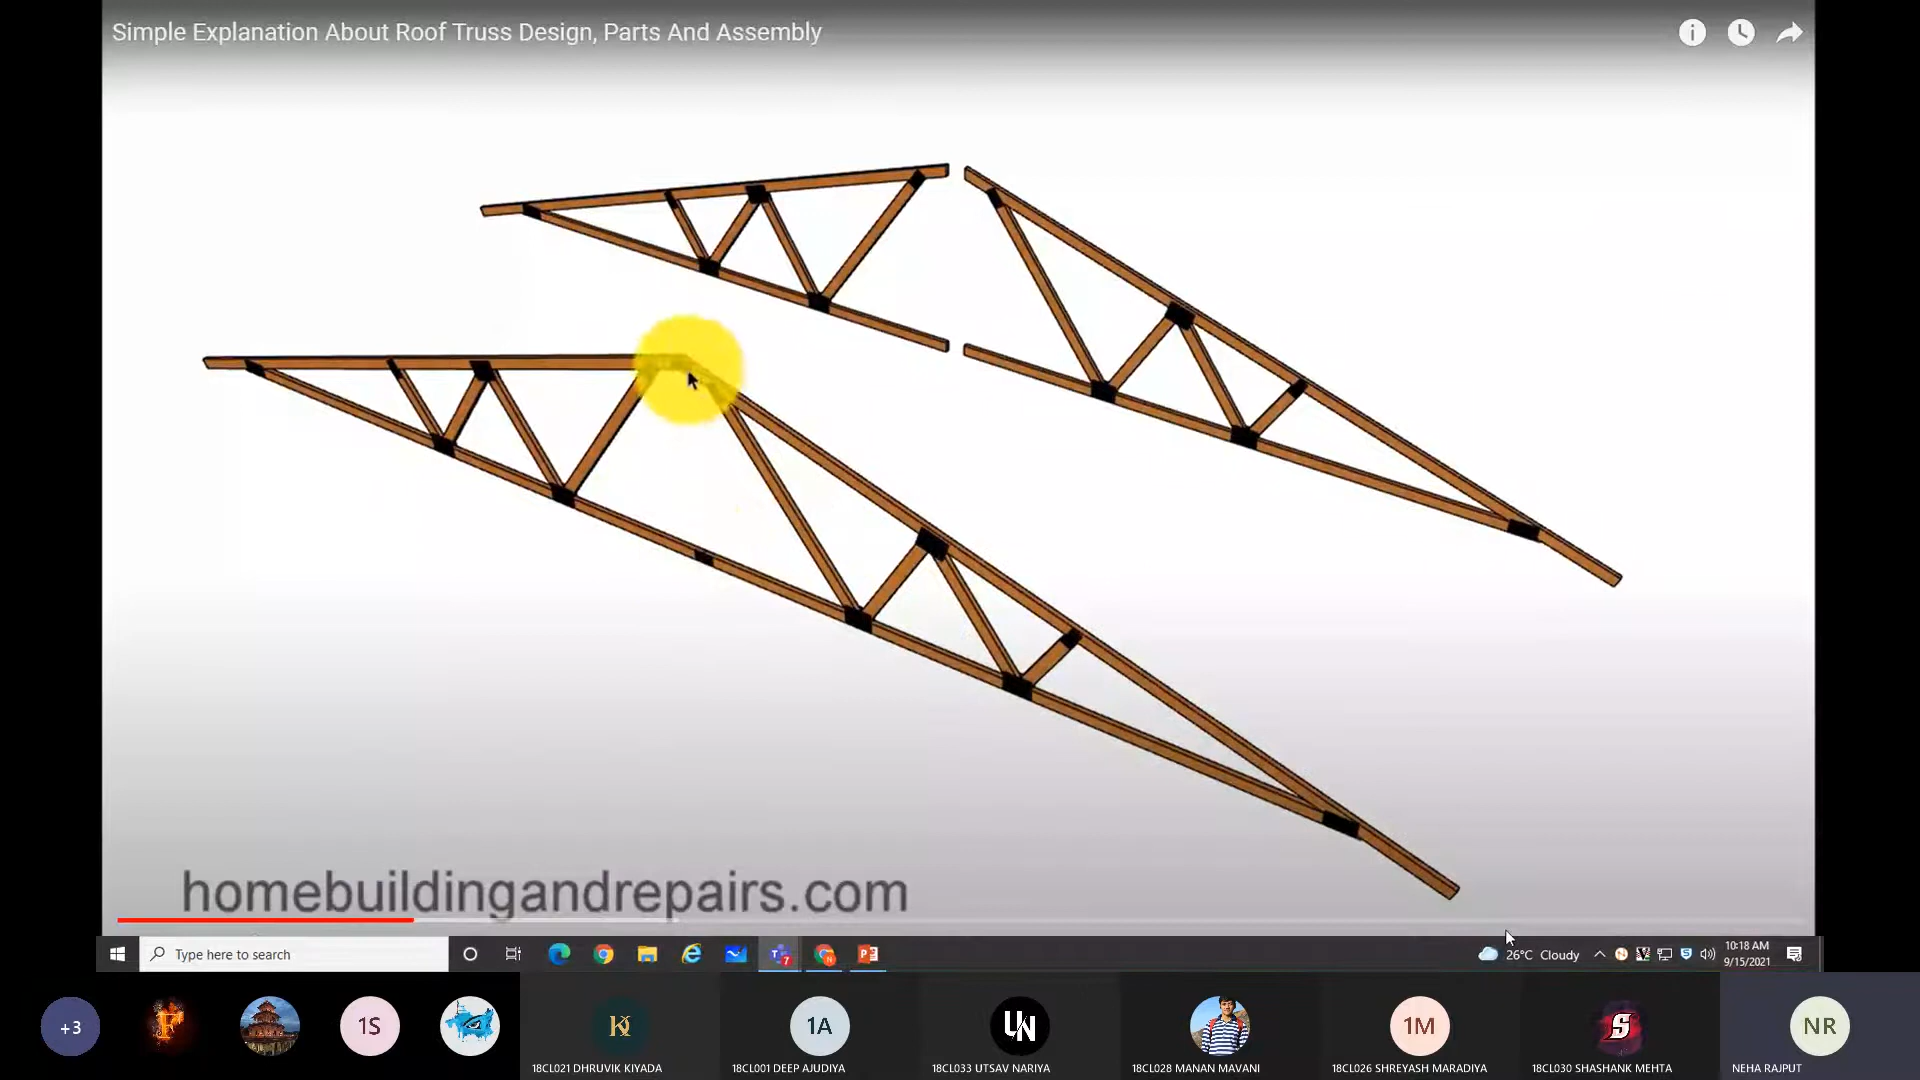 Simple Explanation About Roof Truss Design, Parts And Assembly
homebuildingandrepairs.com
Type here to search
7
N
26°C Cloudy
10:18 AM
9/15/2021
+3
F
1S
K
1A
UN
1M
S
NR
18CL021 DHRUVIK KIYADA
18CL001 DEEP AJUDIYA
18CL033 UTSAV NARIYA
18CL028 MANAN MAVANI
18CL026 SHREYASH MARADIYA
18CL030 SHASHANK MEHTA
NEHA RAJPUT